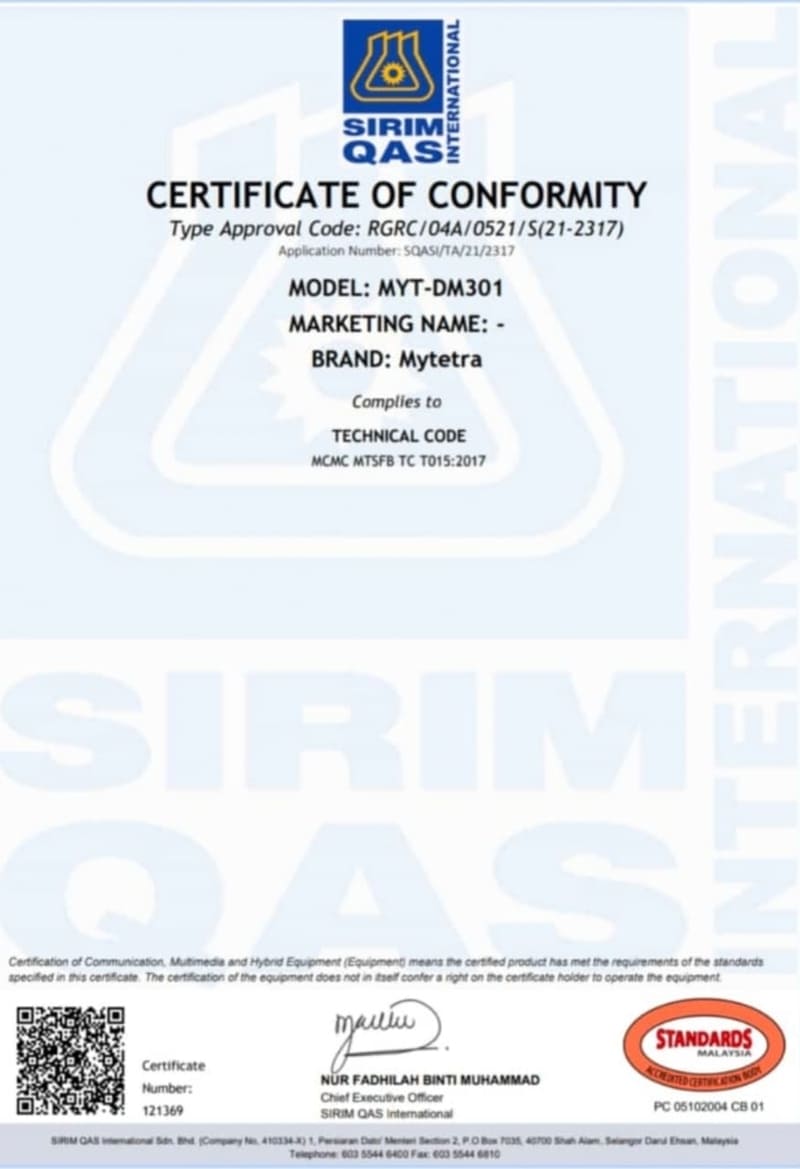 SIRIM
QAS
INTERNATIONAL
CERTIFICATE OF CONFORMITY
Type Approval Code: RGRC/04A/0521/S(21-2317)
Application Number: SQASI/TA/21/2317
MODEL: MYT-DM301
MARKETING NAME: -
BRAND: Mytetra
Complies to
TECHNICAL CODE
MCMC MTSFB TC T015:2017
SIRIM
QAS
INTERNATIONAL
Certification of Communication, Multimedia and Hybrid Equipment (Equipment) means the certified product has met the requirements of the standards
specified in this certificate. The certification of the equipment does not in itself confer a right on the certificate holder to operate the equipment.
Certificate
Number:
121369
NUR FADHILAH BINTI MUHAMMAD
Chief Executive Officer
SIRIM QAS International
STANDARDS
MALAYSIA
ACCREDITED CERTIFICATION BODY
PC 05102004 CB 01
SIRIM QAS International Sdn. Bhd. (Company No. 410334-X) 1, Persiaran Dato' Menteri Section 2, P.O Box 7035, 40700 Shah Alam, Selangor Darul Ehsan, Malaysia
Telephone: 603 5544 6400 Fax: 603 5544 6810